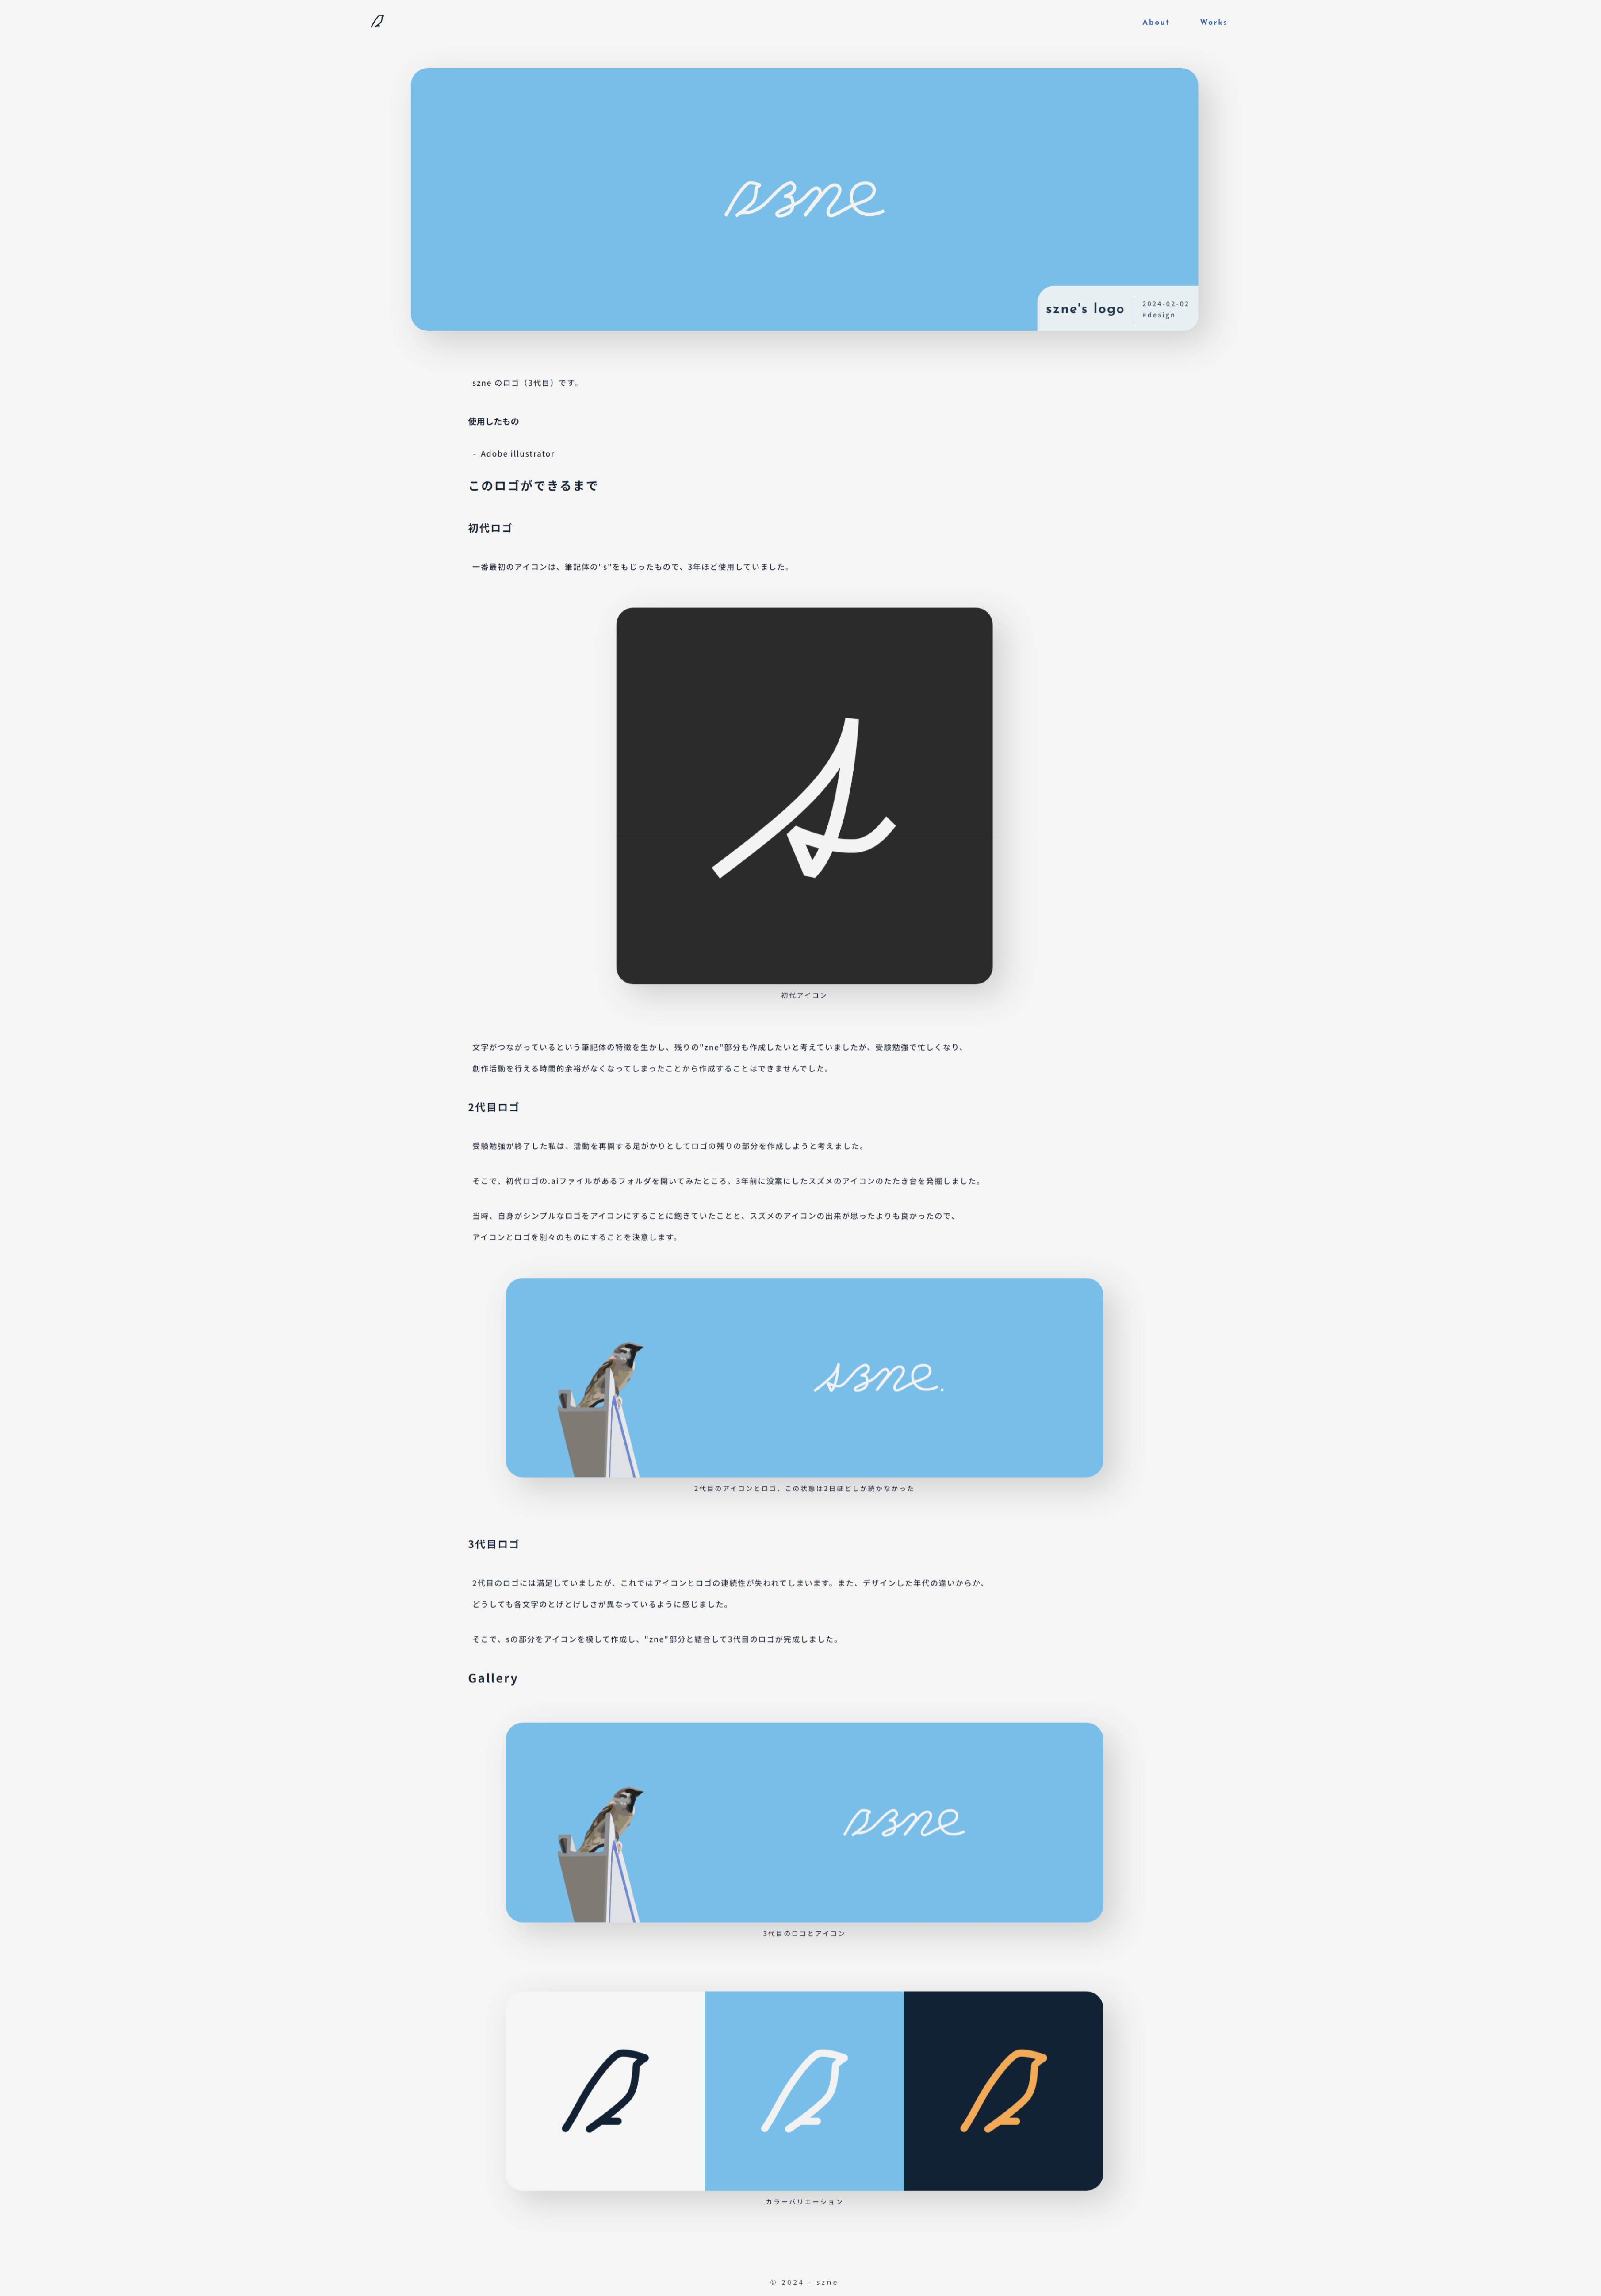 About
Works
szne
szne's logo
2024-02-02
#design
szne のロゴ（3代目）です。
使用したもの
- Adobe illustrator
このロゴができるまで
初代ロゴ
一番最初のアイコンは、筆記体の"s"をもじったもので、3年ほど使用していました。
s
初代アイコン
文字がつながっているという筆記体の特徴を生かし、残りの"zne"部分も作成したいと考えていましたが、受験勉強で忙しくなり、
創作活動を行える時間的余裕がなくなってしまったことから作成することはできませんでした。
2代目ロゴ
受験勉強が終了した私は、活動を再開する足がかりとしてロゴの残りの部分を作成しようと考えました。
そこで、初代ロゴの.aiファイルがあるフォルダを開いてみたところ、3年前に没案にしたスズメのアイコンのたたき台を発掘しました。
当時、自身がシンプルなロゴをアイコンにすることに飽きていたことと、スズメのアイコンの出来が思ったよりも良かったので、
アイコンとロゴを別々のものにすることを決意します。
szne.
2代目のアイコンとロゴ、この状態は2日ほどしか続かなかった
3代目ロゴ
2代目のロゴには満足していましたが、これではアイコンとロゴの連続性が失われてしまいます。また、デザインした年代の違いからか、
どうしても各文字のとげとげしさが異なっているように感じました。
そこで、sの部分をアイコンを模して作成し、"zne"部分と結合して3代目のロゴが完成しました。
Gallery
szne
3代目のロゴとアイコン
カラーバリエーション
© 2024 - szne